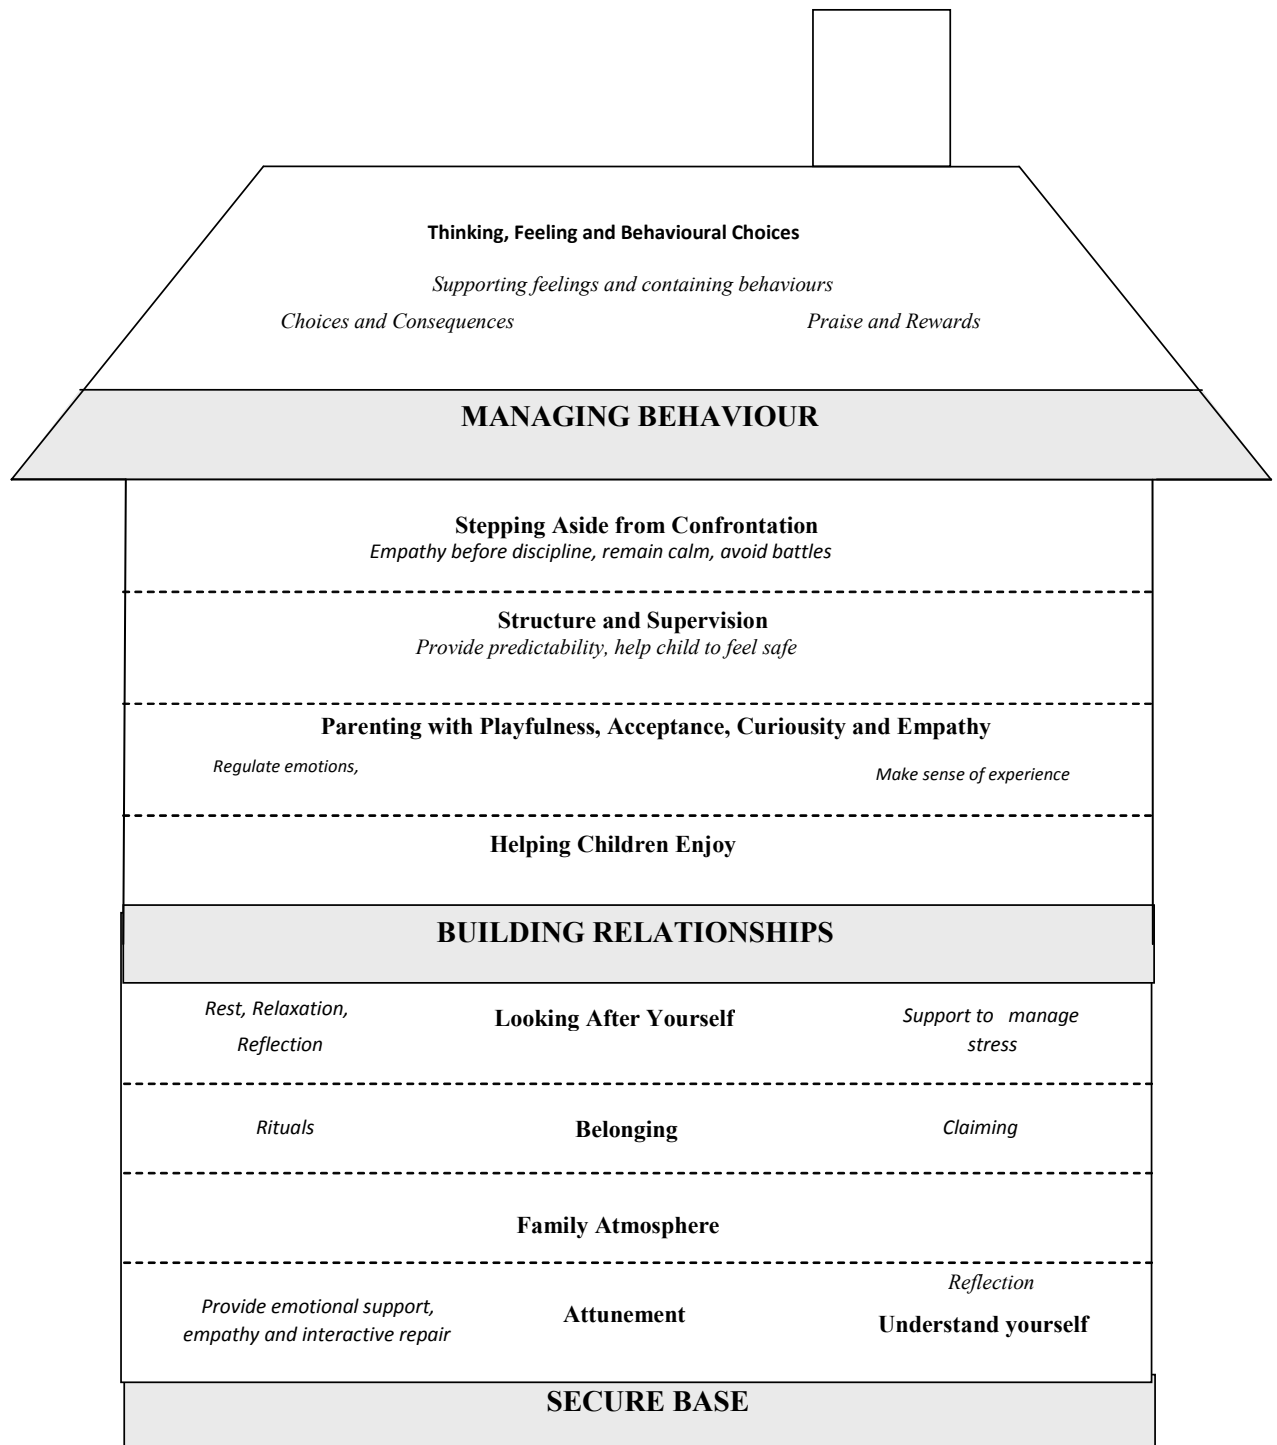 Thinking, Feeling and Behavioural Choices
Supporting feelings and containing behaviours
Choices and Consequences
Praise and Rewards
MANAGING BEHAVIOUR
Stepping Aside from Confrontation
Empathy before discipline, remain calm, avoid battles
Structure and Supervision
Provide predictability, help child to feel safe
Parenting with Playfulness, Acceptance, Curiousity and Empathy
Regulate emotions,
Make sense of experience
Helping Children Enjoy
BUILDING RELATIONSHIPS
Rest, Relaxation,
Reflection
Looking After Yourself
Support to manage
stress
Rituals
Belonging
Claiming
Family Atmosphere
Provide emotional support,
empathy and interactive repair
Attunement
Reflection
Understand yourself
SECURE BASE